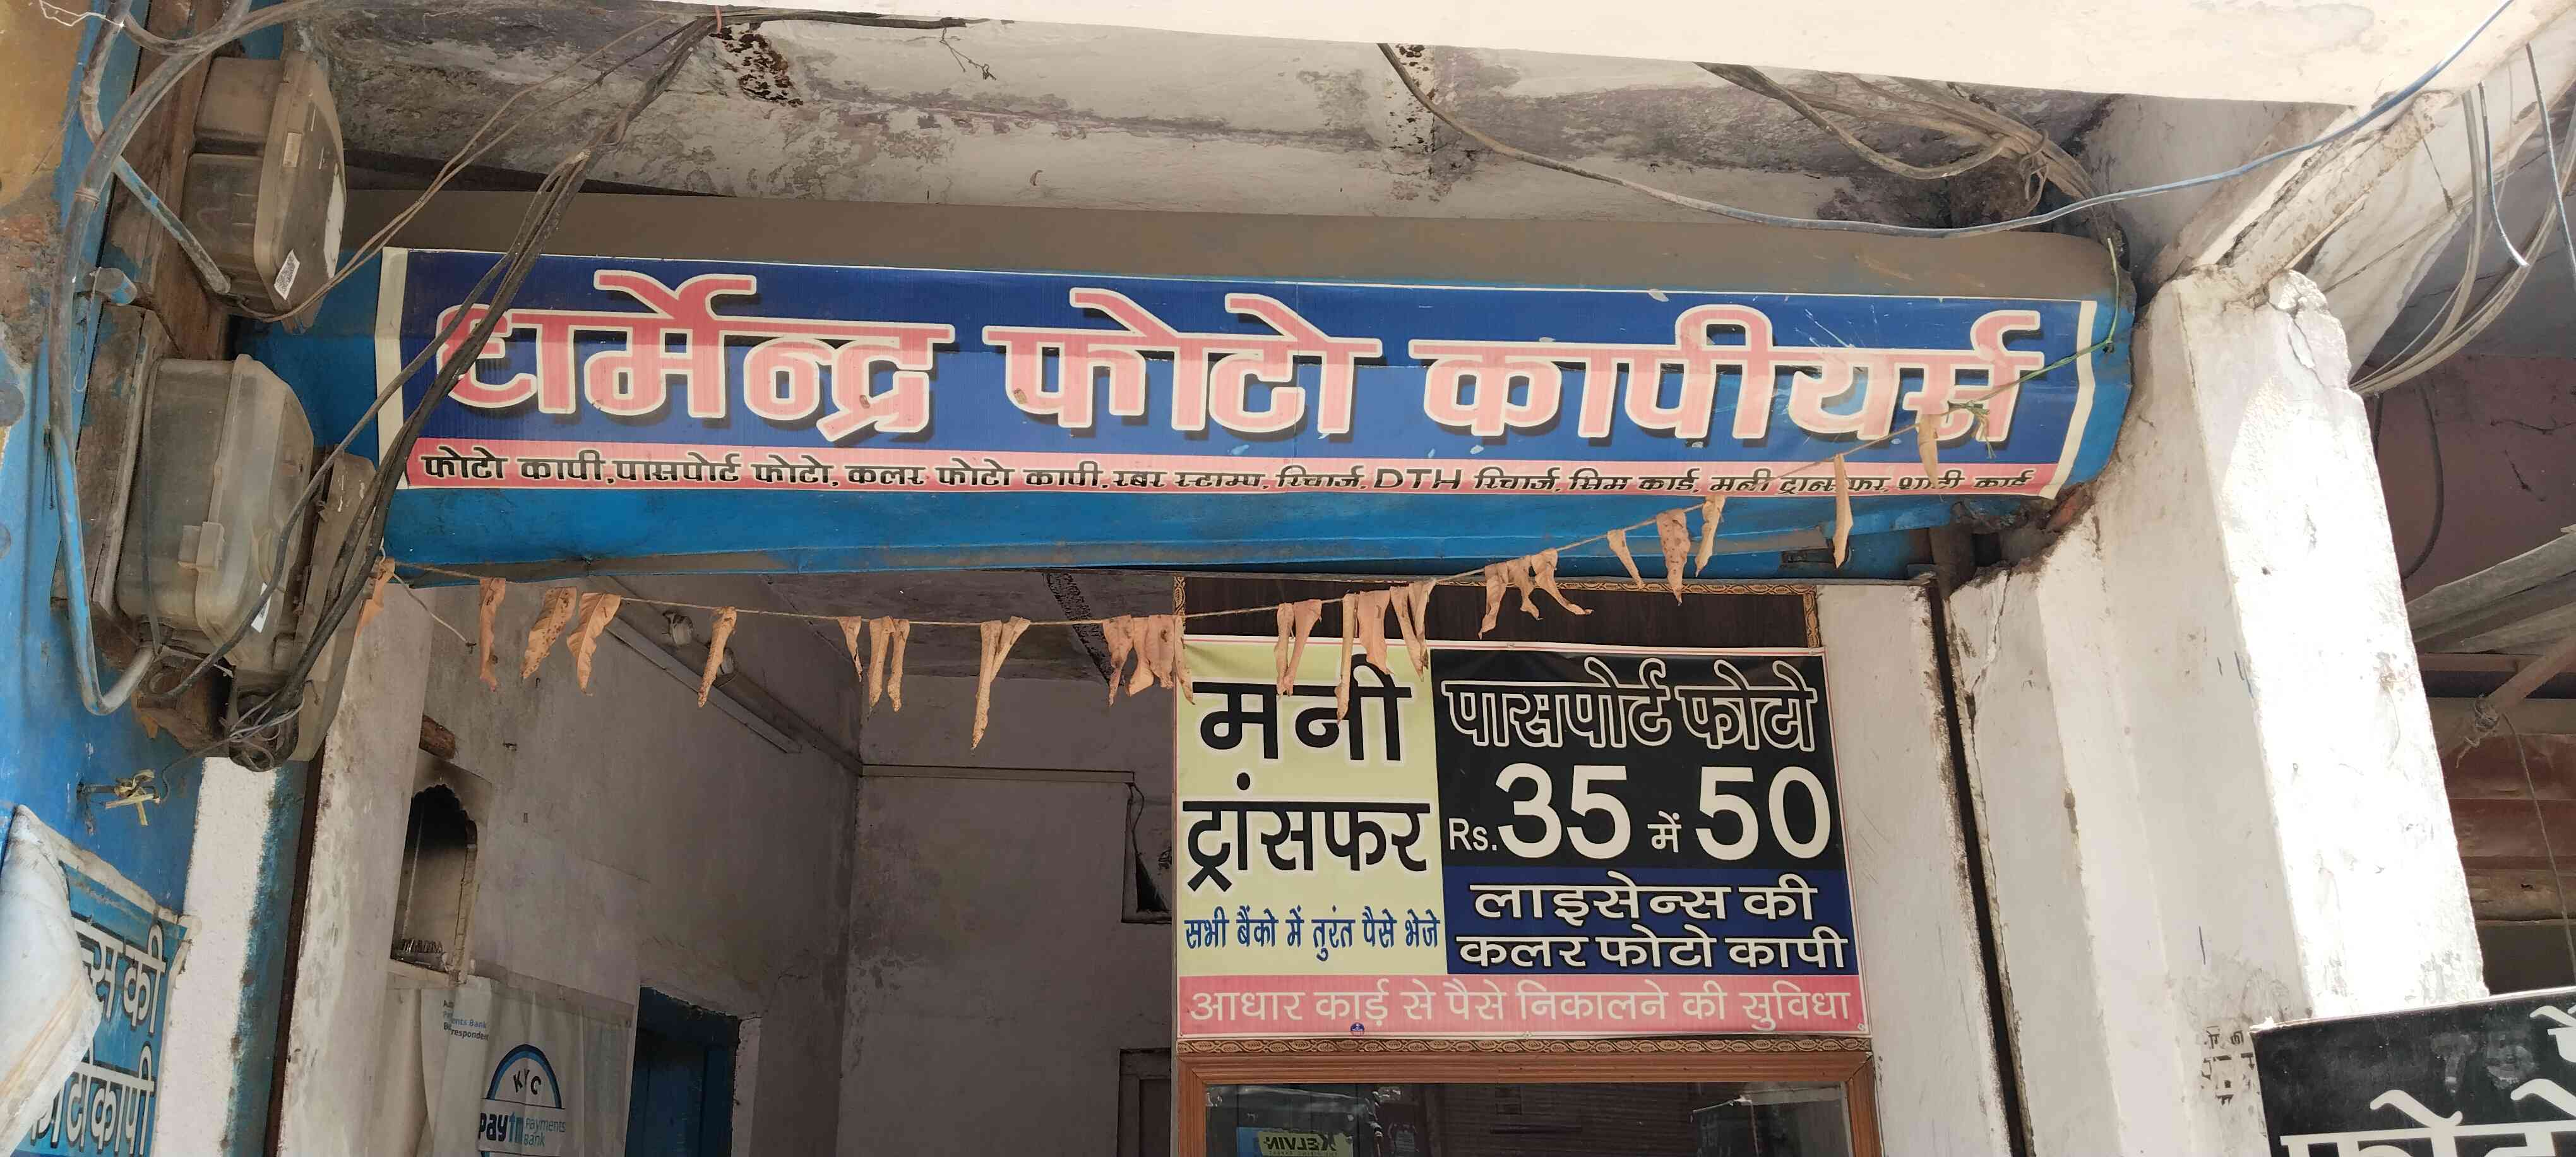 धर्मेन्द्र फोटो कापीयर्स
फोटो कापी,पासपोर्ट फोटो, कलर फोटो कापी,रबर स्टाम्प, रिचार्ज, DTH रिचार्ज, सिम कार्ड, मनी ट्रान्सफर, शादी कार्ड
मनी
ट्रांसफर
सभी बैंको में तुरंत पैसे भेजे
पासपोर्ट फोटो
Rs.35 में 50
लाइसेन्स की
कलर फोटो कापी
आधार कार्ड़ से पैसे निकालने की सुविधा
KYC
paytm Payments
Bank
KELVIN